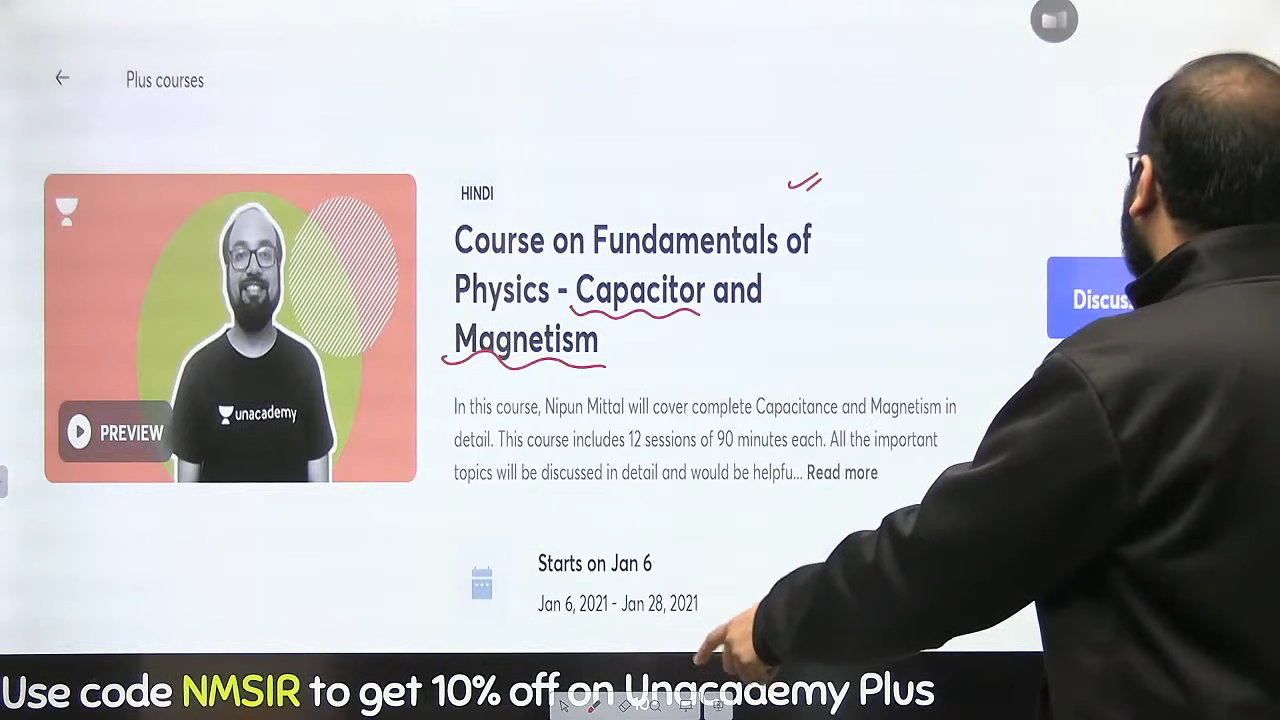 Plus courses
HINDI
Course on Fundamentals of
Physics - Capacitor and
Magnetism
unacademy
PREVIEW
In this course, Nipun Mittal will cover complete Capacitance and Magnetism in
detail. This course includes 12 sessions of 90 minutes each. All the important
topics will be discussed in detail and would be helpfu... Read more
Starts on Jan 6
Jan 6, 2021 - Jan 28, 2021
Use code NMSIR to get 10% off on Unacademy Plus